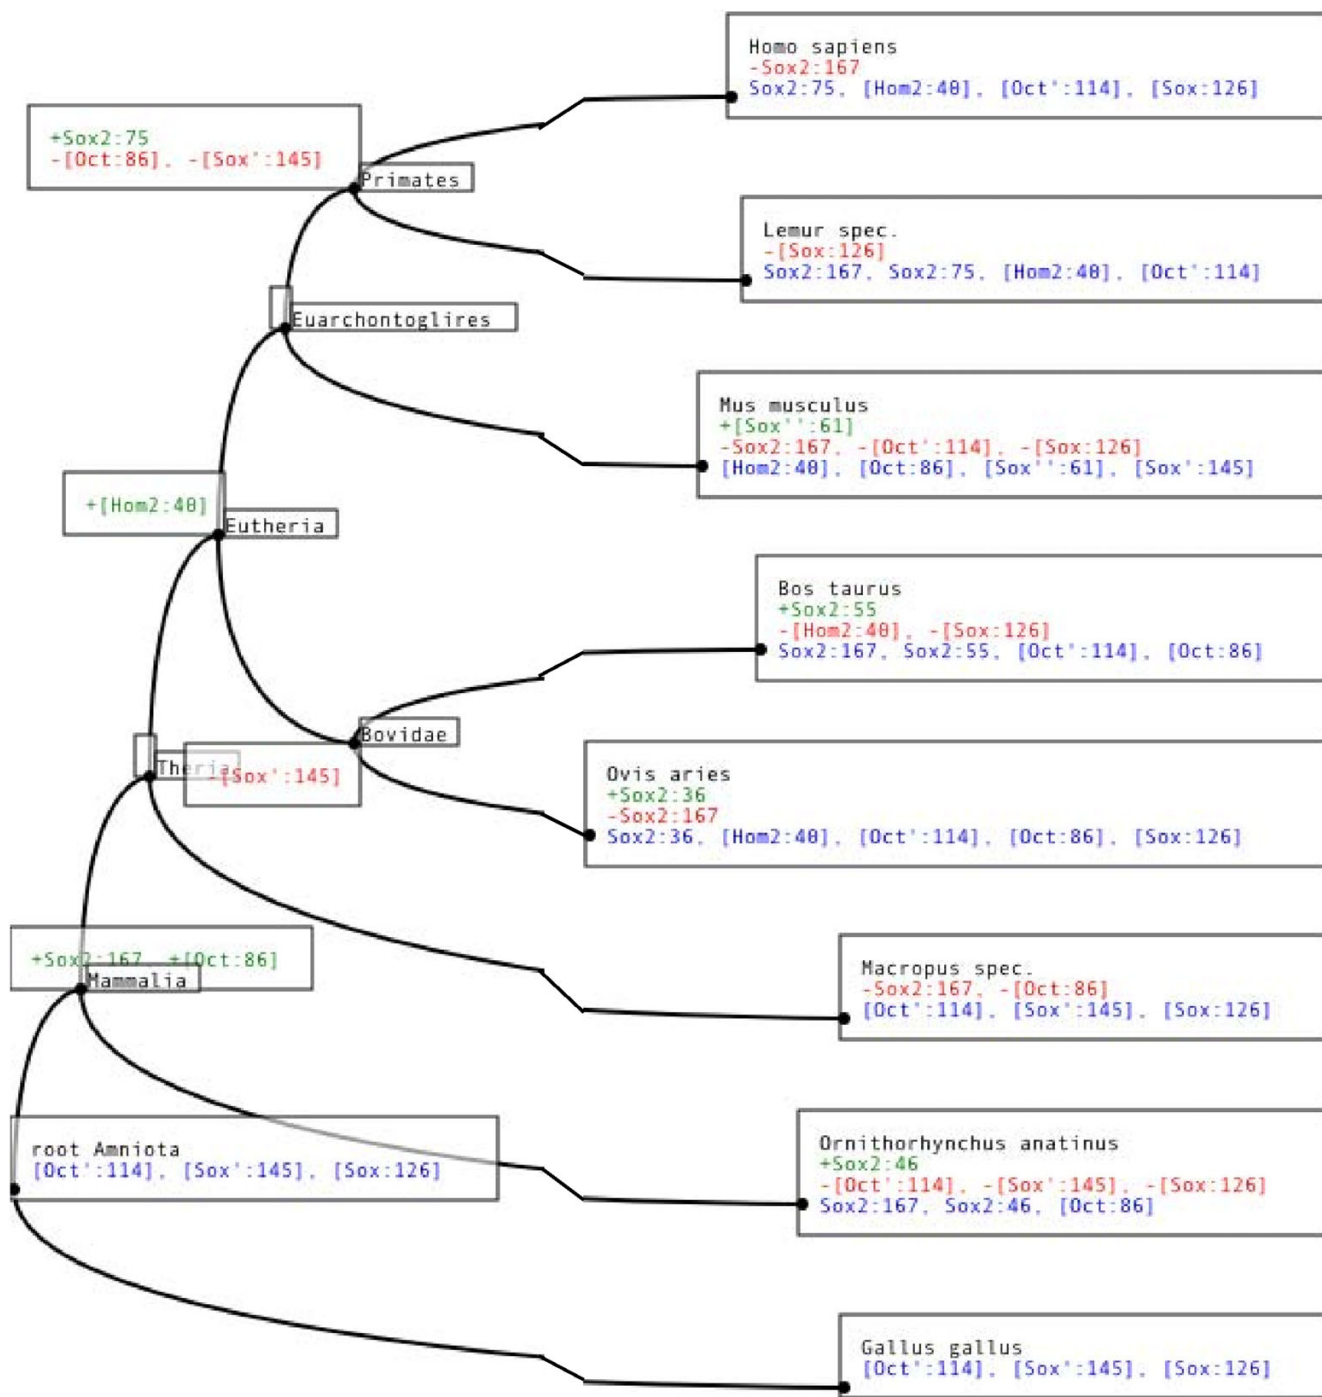 Homo sapiens
-Sox2:167
Sox2:75, [Hom2:40], [Oct':114], [Sox:126]
+Sox2:75
-[Oct:86], -[Sox':145]
Primates
Lemur spec.
-[Sox:126]
Sox2:167, Sox2:75, [Hom2:40], [Oct':114]
Euarchontoglires
Mus musculus
+[Sox'':61]
-Sox2:167, -[Oct':114], -[Sox:126]
[Hom2:40], [Oct:86], [Sox'':61], [Sox':145]
+[Hom2:40]
Eutheria
Bos taurus
+Sox2:55
-[Hom2:40], -[Sox:126]
Sox2:167, Sox2:55, [Oct':114], [Oct:86]
Bovidae
Theria
-[Sox':145]
Ovis aries
+Sox2:36
-Sox2:167
Sox2:36, [Hom2:40], [Oct':114], [Oct:86], [Sox:126]
+Sox2:167, +[Oct:86]
Mammalia
Macropus spec.
-Sox2:167, -[Oct:86]
[Oct':114], [Sox':145], [Sox:126]
root Amniota
[Oct':114], [Sox':145], [Sox:126]
Ornithorhynchus anatinus
+Sox2:46
-[Oct':114], -[Sox':145], -[Sox:126]
Sox2:167, Sox2:46, [Oct:86]
Gallus gallus
[Oct':114], [Sox':145], [Sox:126]